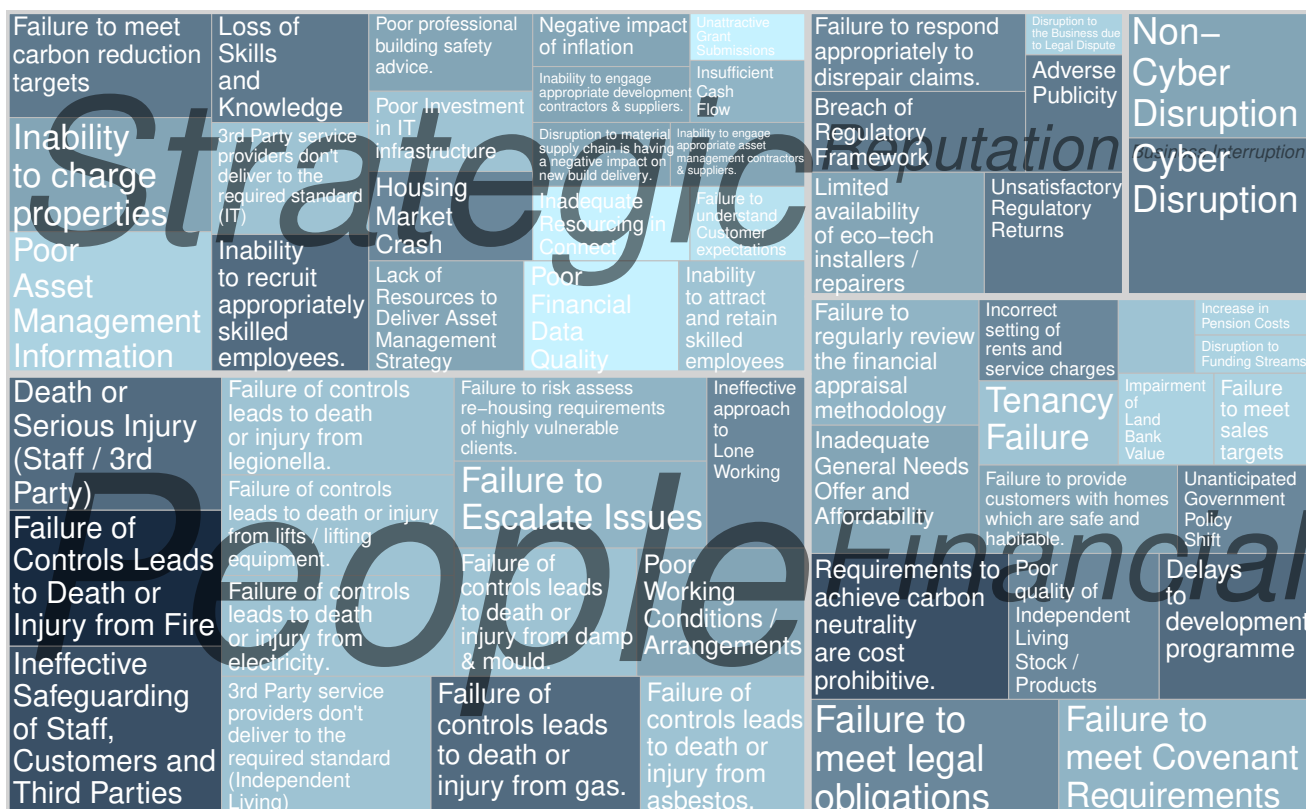 Failure to meet
carbon reduction
targets
Loss of
Skills
and
Knowledge
Poor professional
building safety
advice.
Negative impact
of inflation
Unattractive
Grant
Submissions
Inability to engage
appropriate development
contractors & suppliers.
Insufficient
Cash
Flow
Inability
to charge
properties
3rd Party service
providers don't
deliver to the
required standard
(IT)
Poor Investment
in IT
infrastructure
Disruption to material
supply chain is having
a negative impact on
new build delivery.
Inability to engage
appropriate asset
management contractors
& suppliers.
Housing
Market
Crash
Inadequate
Resourcing in
Connect
Failure to
understand
Customer
expectations
Poor
Asset
Management
Information
Inability
to recruit
appropriately
skilled
employees.
Lack of
Resources to
Deliver Asset
Management
Strategy
Poor
Financial
Data
Quality
Inability
to attract
and retain
skilled
employees
Strategic
Failure to respond
appropriately to
disrepair claims.
Disruption to
the Business due
to Legal Dispute
Adverse
Publicity
Breach of
Regulatory
Framework
Limited
availability
of eco−tech
installers /
repairers
Unsatisfactory
Regulatory
Returns
Reputation
Non−
Cyber
Disruption
Cyber
Disruption
Business Interruption
Death or
Serious Injury
(Staff / 3rd
Party)
Failure of
Controls Leads
to Death or
Injury from Fire
Ineffective
Safeguarding
of Staff,
Customers and
Third Parties
Failure of controls
leads to death
or injury from
legionella.
Failure of controls
leads to death or injury
from lifts / lifting
equipment.
Failure of controls
leads to death
or injury from
electricity.
3rd Party service
providers don't
deliver to the
required standard
(Independent
Living)
Failure to risk assess
re−housing requirements
of highly vulnerable
clients.
Ineffective
approach
to
Lone
Working
Failure to
Escalate Issues
Failure of
controls leads
to death or
injury from damp
& mould.
Poor
Working
Conditions /
Arrangements
Failure of
controls leads
to death or
injury from gas.
Failure of
controls leads
to death or
injury from
asbestos.
People
Failure to
regularly review
the financial
appraisal
methodology
Incorrect
setting of
rents and
service charges
Increase in
Pension Costs
Disruption to
Funding Streams
Tenancy
Failure
Impairment
of
Land
Bank
Value
Failure
to meet
sales
targets
Inadequate
General Needs
Offer and
Affordability
Failure to provide
customers with homes
which are safe and
habitable.
Unanticipated
Government
Policy
Shift
Requirements to
achieve carbon
neutrality
are cost
prohibitive.
Poor
quality of
Independent
Living
Stock /
Products
Delays
to
development
programme
Failure to
meet legal
obligations
Failure to
meet Covenant
Requirements
Financial